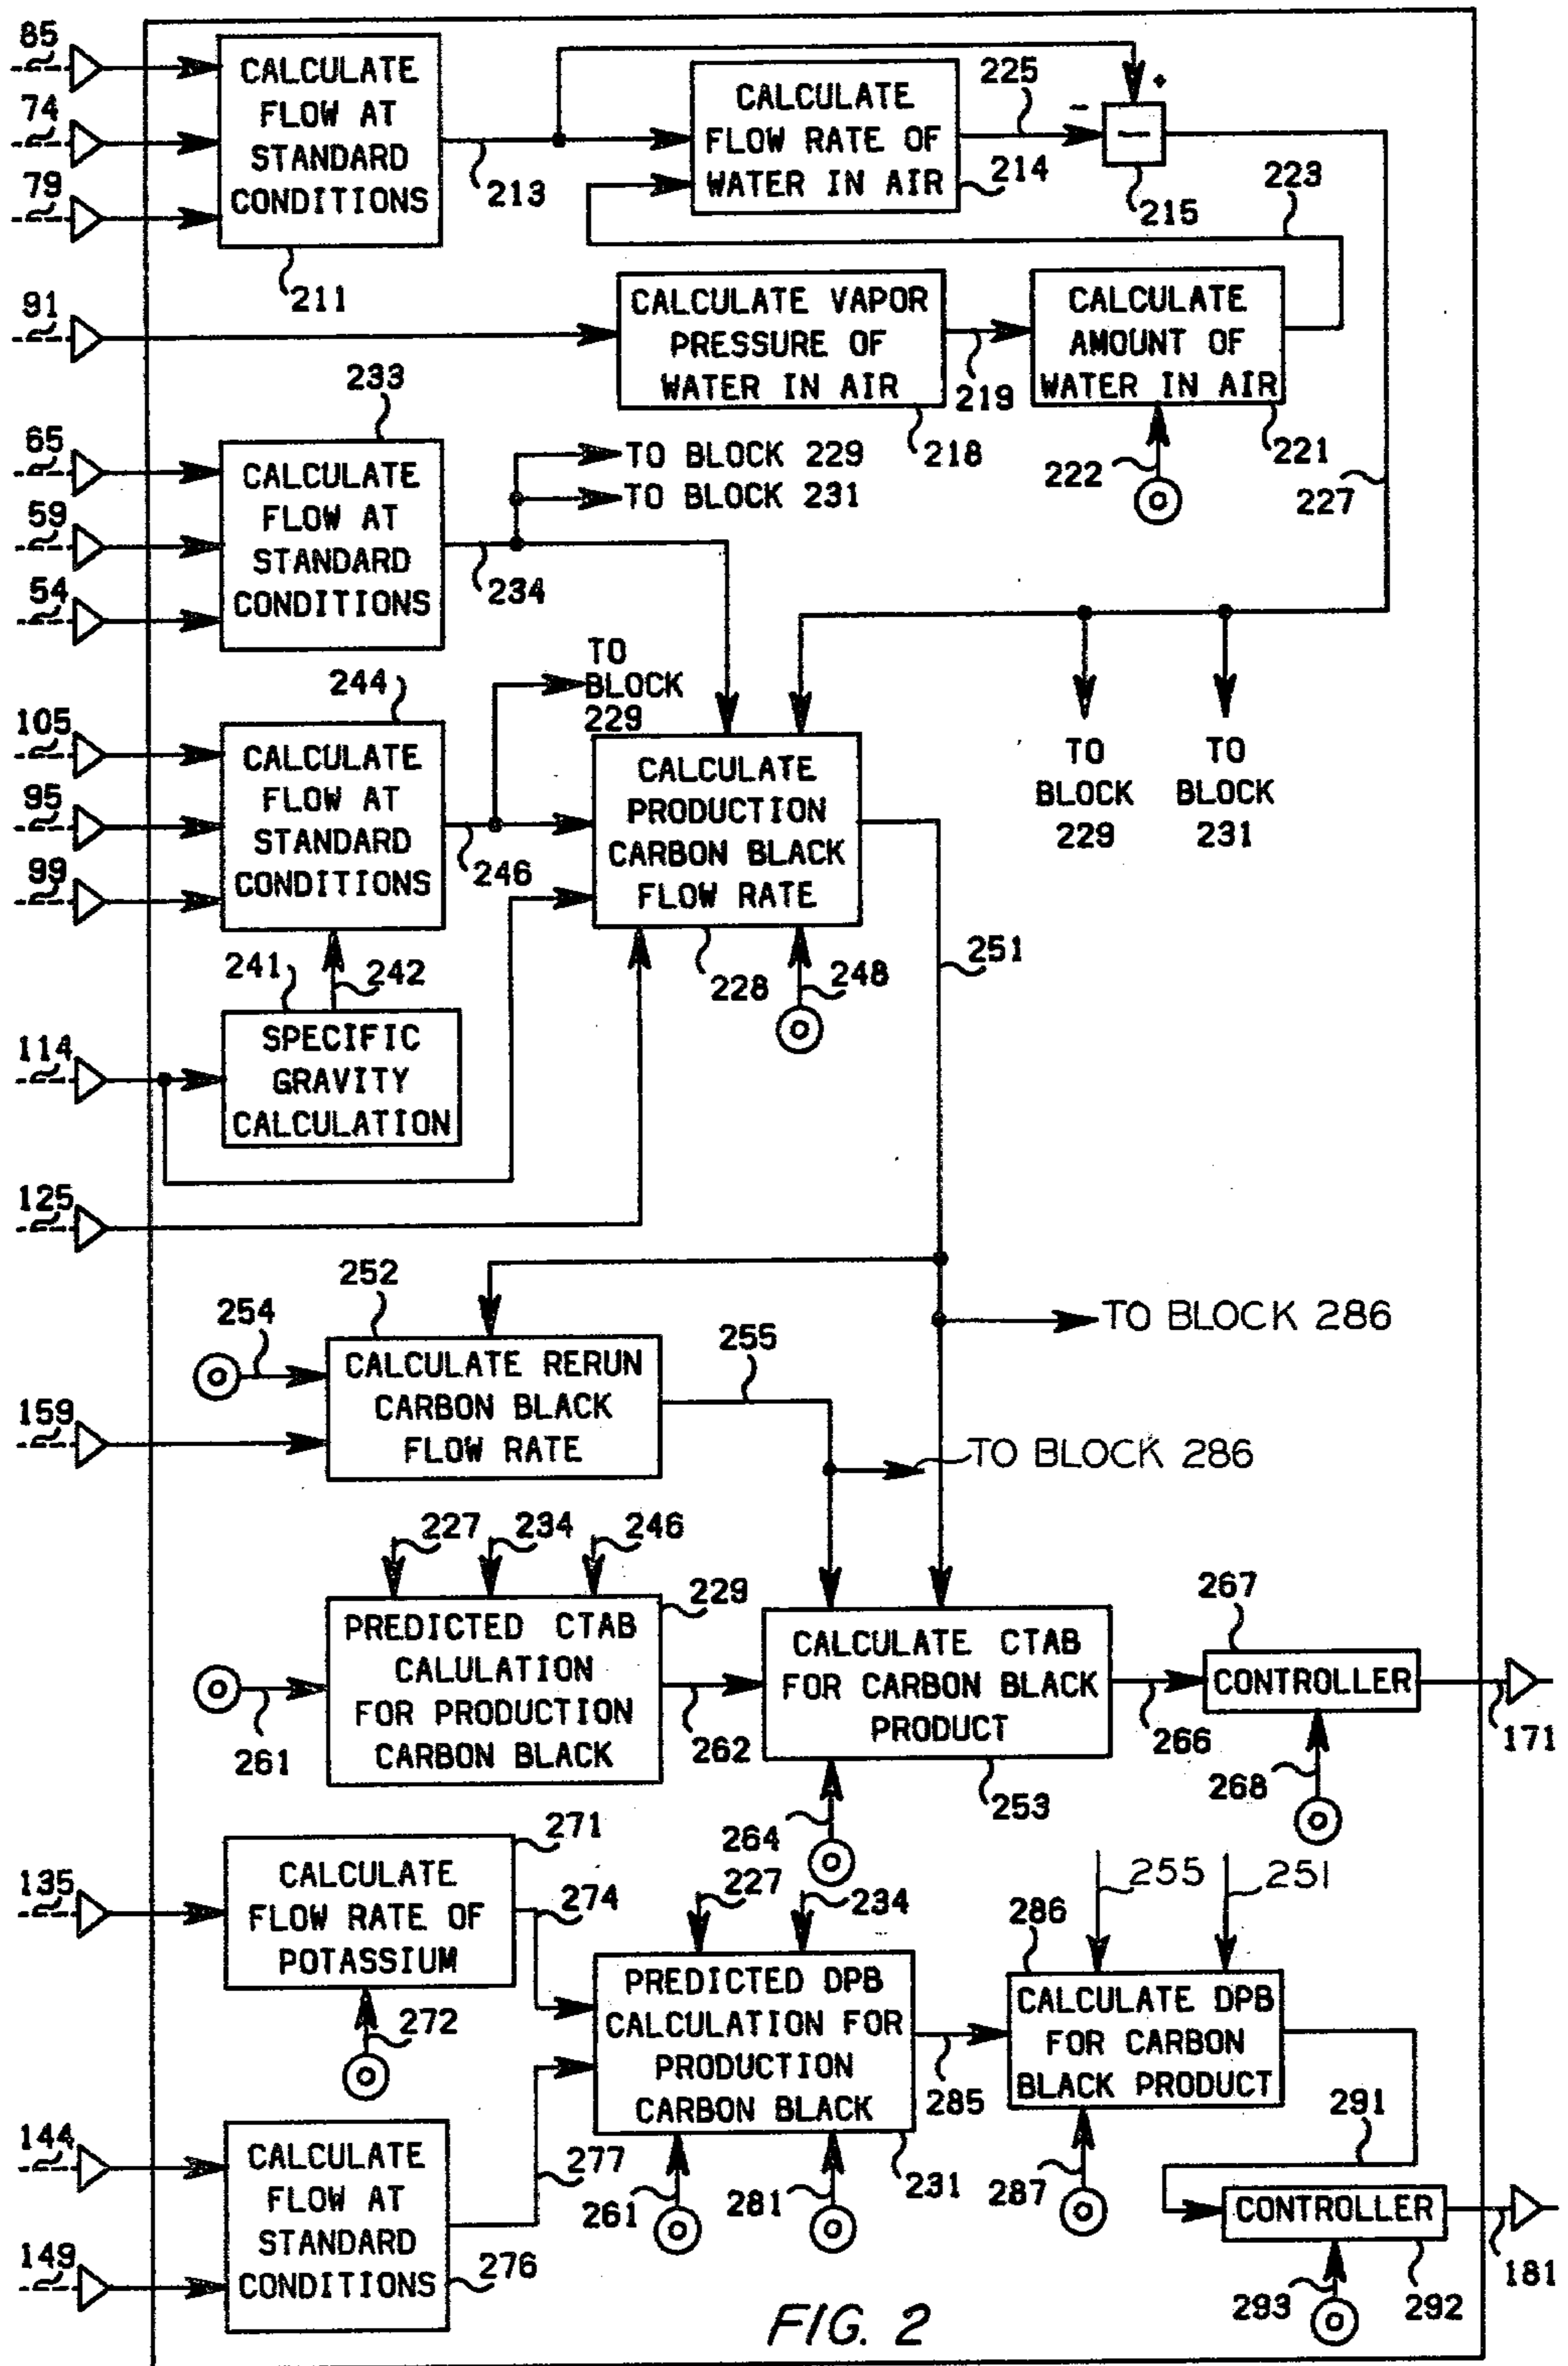 85
74
79
91
CALCULATE
FLOW AT
STANDARD
CONDITIONS
211
213
CALCULATE
FLOW RATE OF
WATER IN AIR
225
214
-
+
−
215
223
CALCULATE VAPOR
PRESSURE OF
WATER IN AIR
218
219
CALCULATE
AMOUNT OF
WATER IN AIR
221
222
227
65
59
54
233
CALCULATE
FLOW AT
STANDARD
CONDITIONS
234
TO BLOCK 229
TO BLOCK 231
TO
BLOCK
229
TO
BLOCK
231
105
95
99
244
CALCULATE
FLOW AT
STANDARD
CONDITIONS
246
TO
BLOCK
229
CALCULATE
PRODUCTION
CARBON BLACK
FLOW RATE
228
248
251
241
242
114
SPECIFIC
GRAVITY
CALCULATION
125
252
254
159
CALCULATE RERUN
CARBON BLACK
FLOW RATE
255
TO BLOCK 286
TO BLOCK 286
227
234
246
229
PREDICTED CTAB
CALULATION
FOR PRODUCTION
CARBON BLACK
261
262
CALCULATE CTAB
FOR CARBON BLACK
PRODUCT
253
264
266
267
CONTROLLER
268
171
135
271
CALCULATE
FLOW RATE OF
POTASSIUM
272
274
227
234
PREDICTED DPB
CALCULATION FOR
PRODUCTION
CARBON BLACK
231
261
281
285
255
251
286
CALCULATE DPB
FOR CARBON
BLACK PRODUCT
287
291
144
149
CALCULATE
FLOW AT
STANDARD
CONDITIONS
276
277
CONTROLLER
292
293
181
FIG. 2